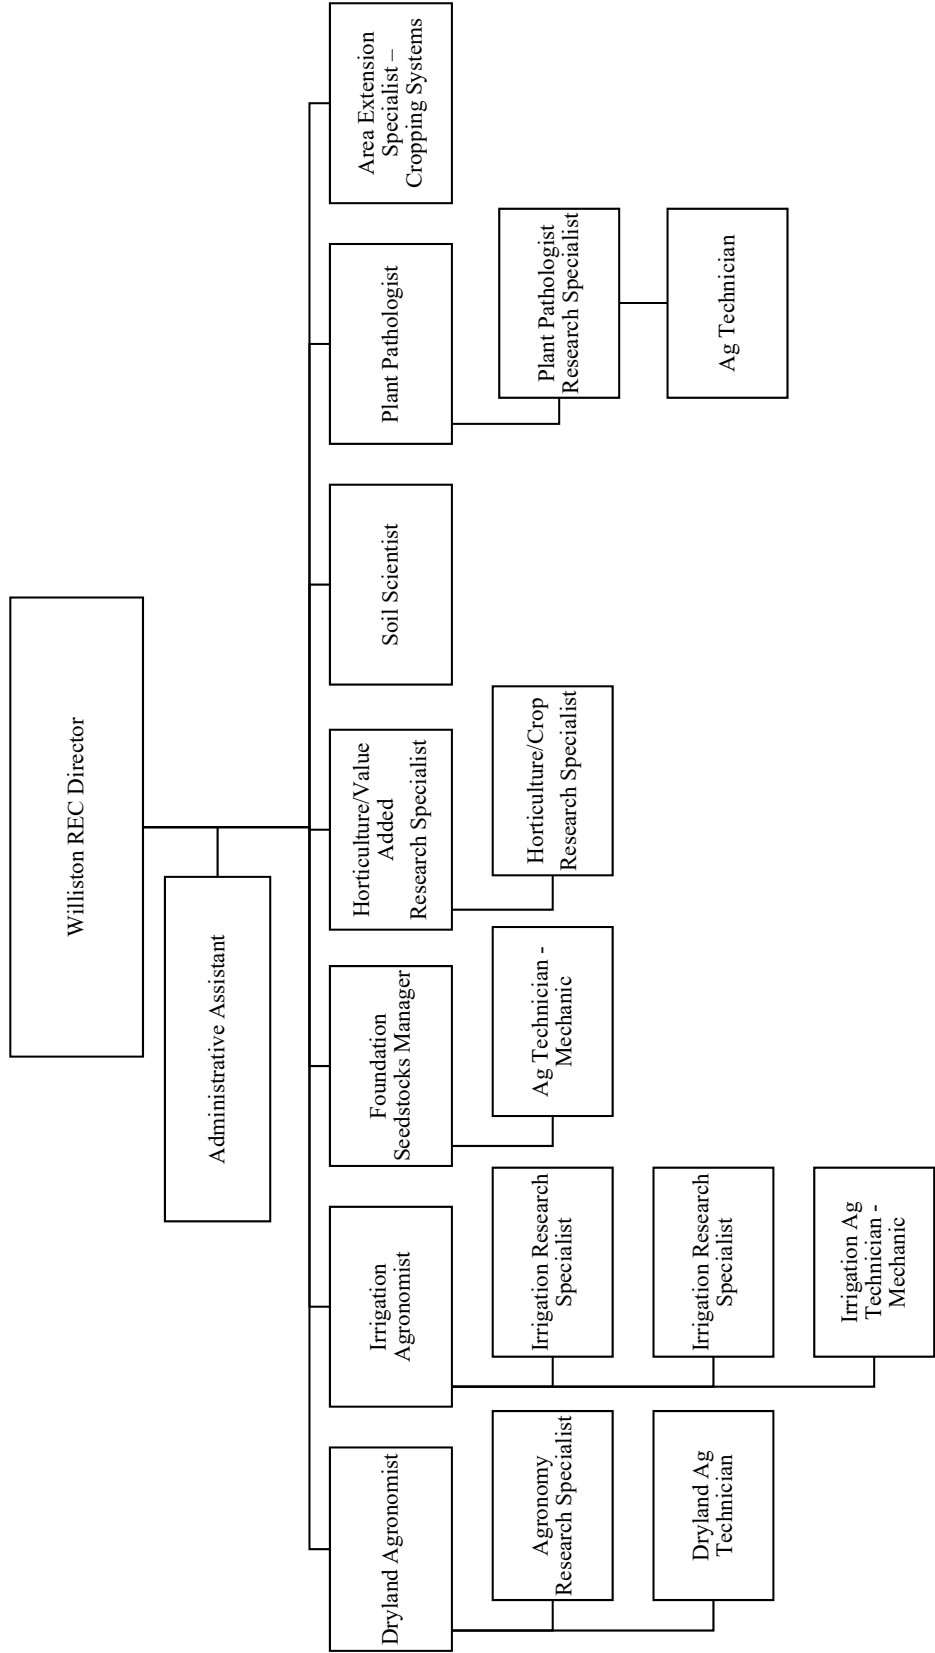 Williston REC Director
Administrative Assistant
Dryland Agronomist
Agronomy
Research Specialist
Dryland Ag
Technician
Irrigation
Agronomist
Irrigation Research
Specialist
Irrigation Research
Specialist
Irrigation Ag
Technician -
Mechanic
Foundation
Seedstocks Manager
Ag Technician -
Mechanic
Horticulture/Value
Added
Research Specialist
Horticulture/Crop
Research Specialist
Soil Scientist
Plant Pathologist
Plant Pathologist
Research Specialist
Ag Technician
Area Extension
Specialist –
Cropping Systems